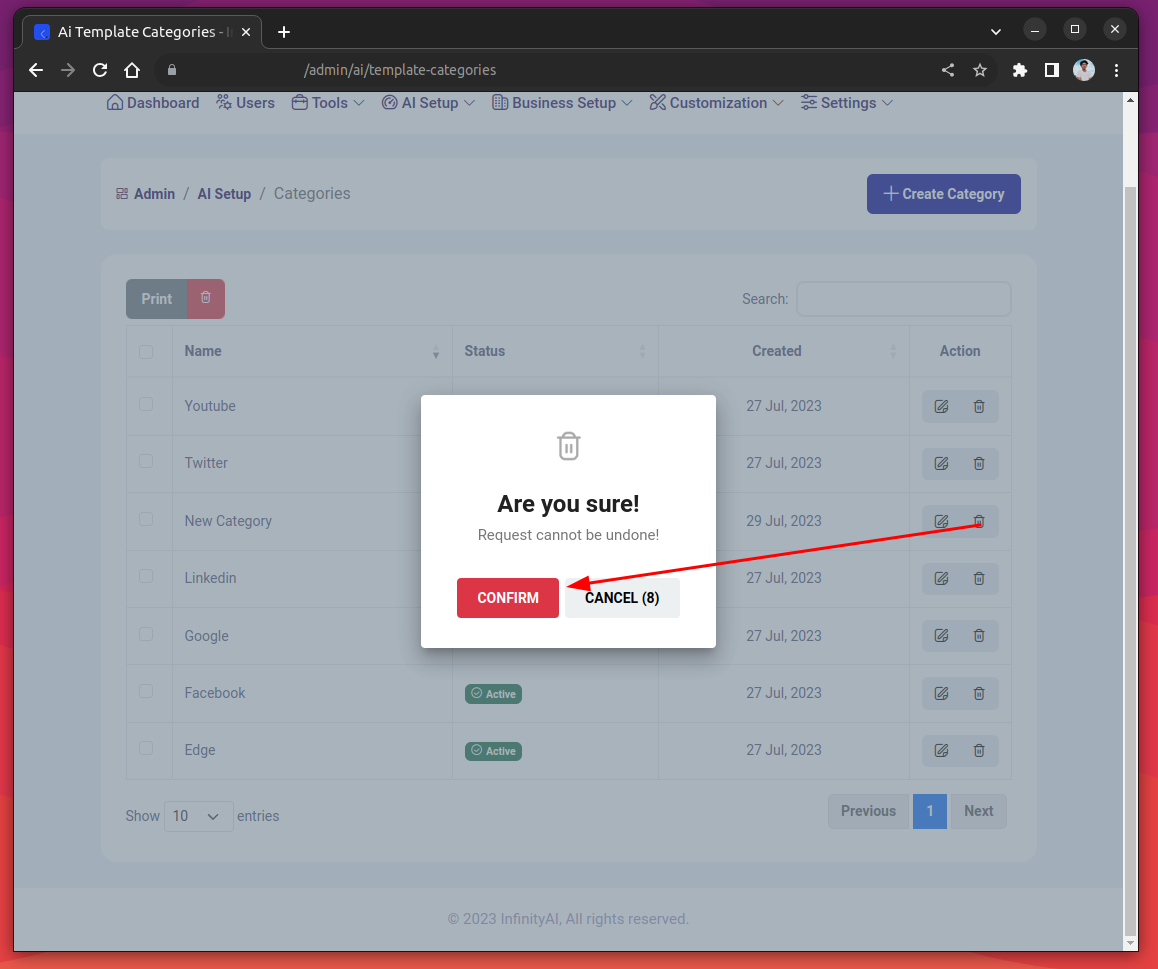 Ai Template Categories - I
/admin/ai/template-categories
Dashboard Users Tools AI Setup Business Setup Customization Settings
Admin / AI Setup / Categories
Create Category
Print
Search:
Name Status Created Action
Youtube 27 Jul, 2023
Twitter 27 Jul, 2023
New Category 29 Jul, 2023
Linkedin 27 Jul, 2023
Google 27 Jul, 2023
Facebook Active 27 Jul, 2023
Edge Active 27 Jul, 2023
Are you sure!
Request cannot be undone!
CONFIRM CANCEL (8)
Show 10 entries
Previous 1 Next
© 2023 InfinityAI, All rights reserved.